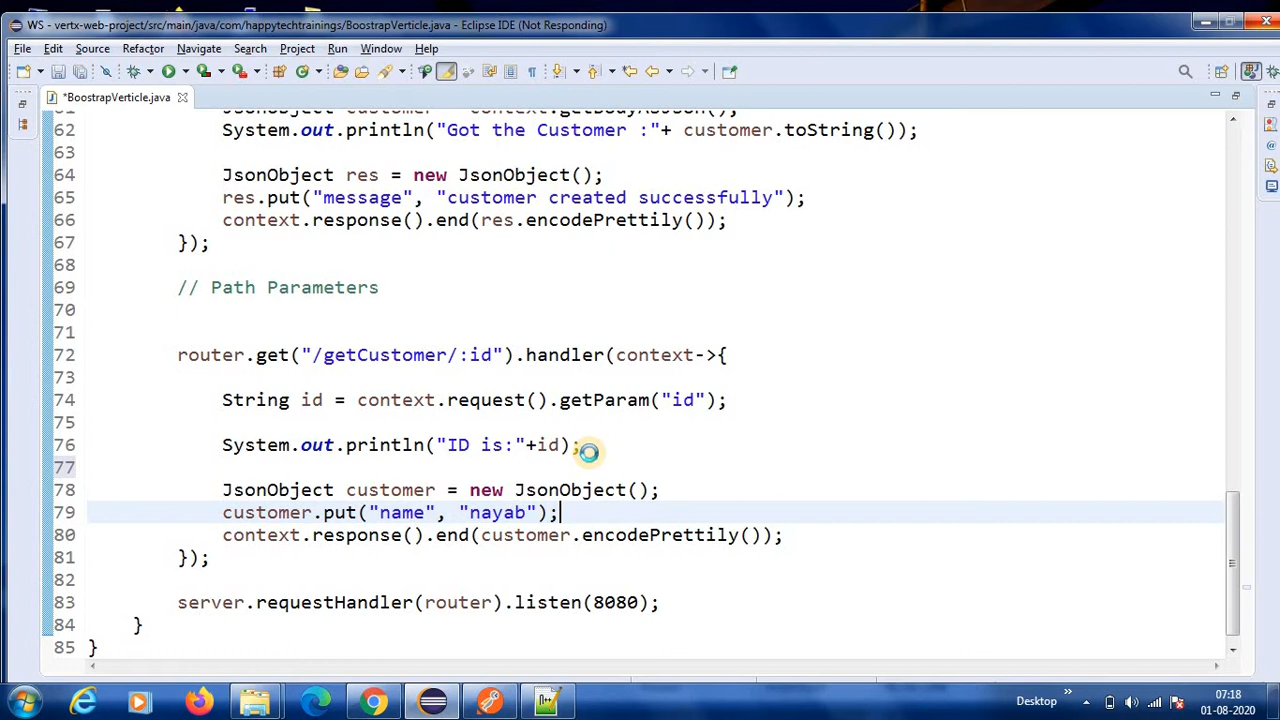 WS - vertx-web-project/src/main/java/com/happytechtrainings/BoostrapVerticle.java - Eclipse IDE (Not Responding)
File Edit Source Refactor Navigate Search Project Run Window Help
*BoostrapVerticle.java
61 JsonObject customer = context.getBodyAsJson();
62 System.out.println("Got the Customer :"+ customer.toString());
63
64 JsonObject res = new JsonObject();
65 res.put("message", "customer created successfully");
66 context.response().end(res.encodePrettily());
67 });
68
69 // Path Parameters
70
71
72 router.get("/getCustomer/:id").handler(context->{
73
74 String id = context.request().getParam("id");
75
76 System.out.println("ID is:"+id);
77
78 JsonObject customer = new JsonObject();
79 customer.put("name", "nayab");
80 context.response().end(customer.encodePrettily());
81 });
82
83 server.requestHandler(router).listen(8080);
84 }
85 }
Desktop
07:18
01-08-2020